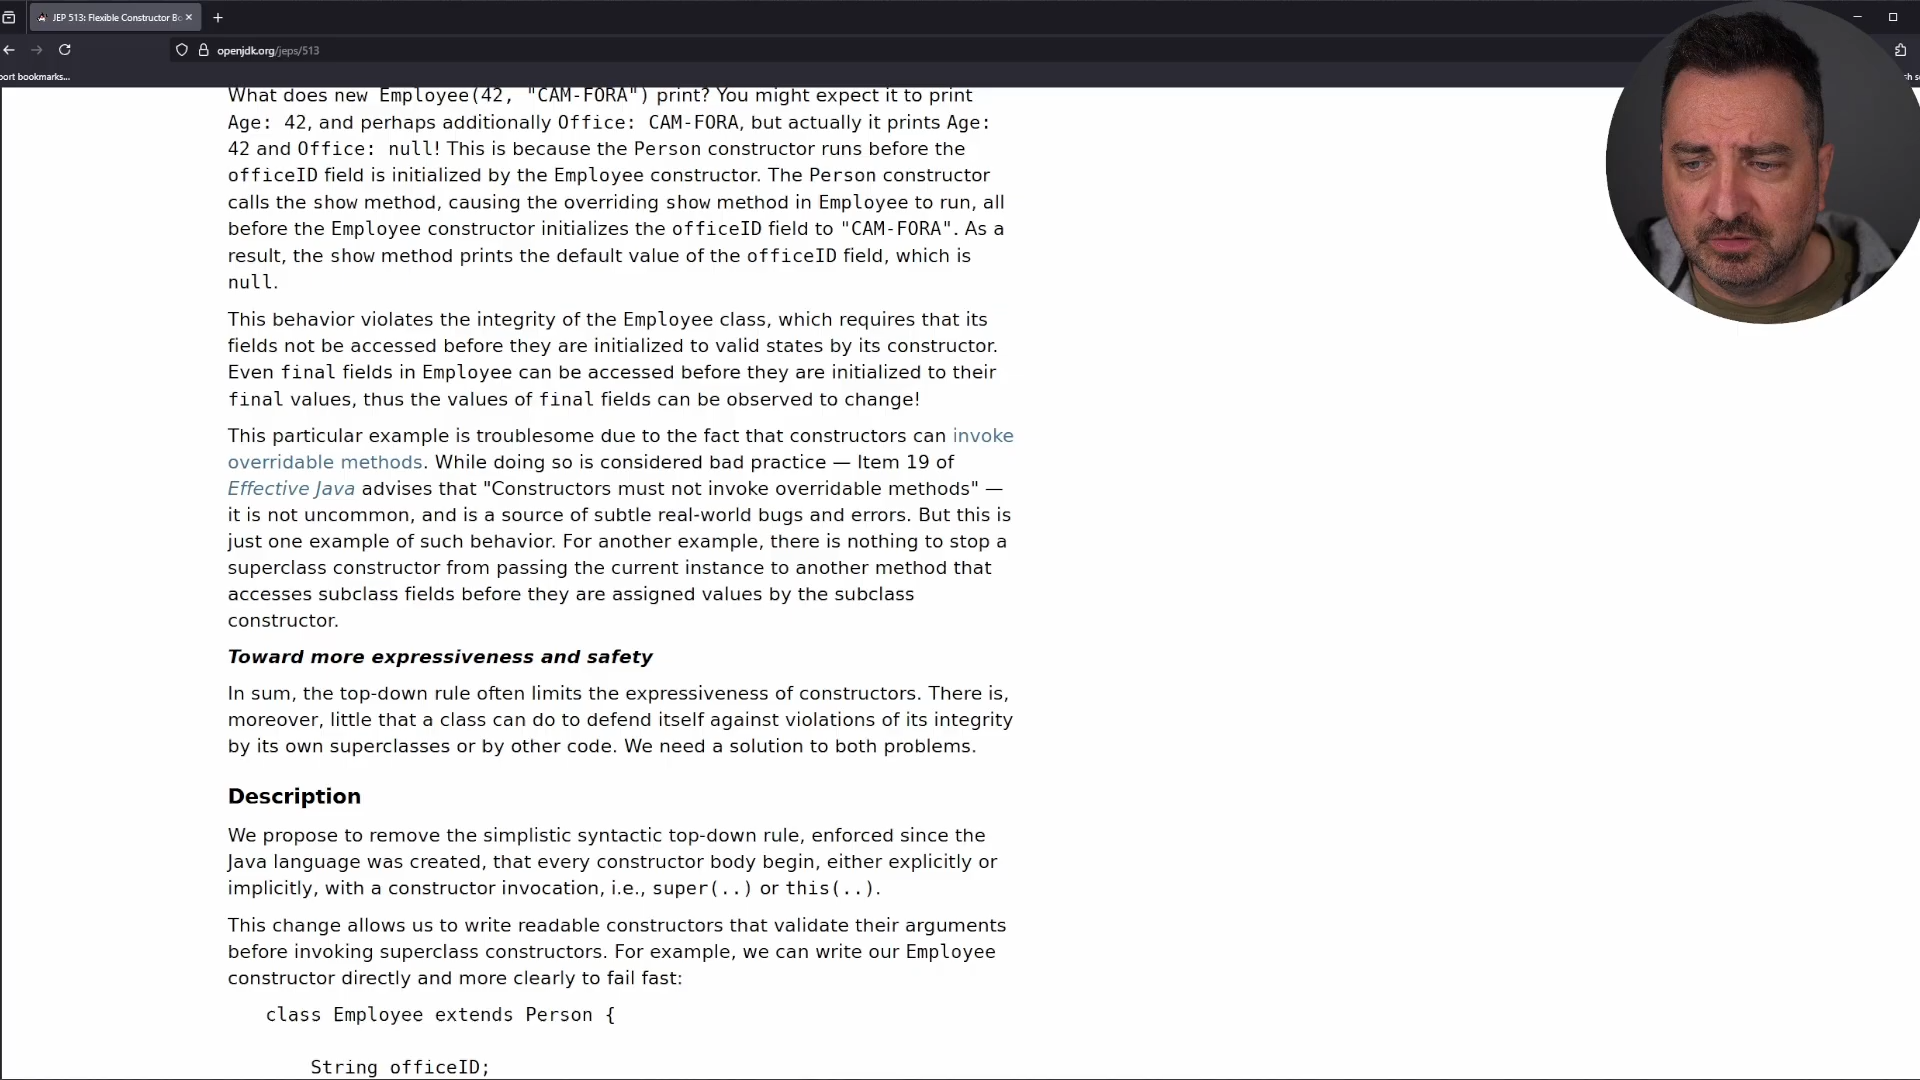 JEP 513: Flexible Constructor Bo
openjdk.org/jeps/513
port bookmarks...
What does new Employee(42, "CAM-FORA") print? You might expect it to print
Age: 42, and perhaps additionally Office: CAM-FORA, but actually it prints Age:
42 and Office: null! This is because the Person constructor runs before the
officeID field is initialized by the Employee constructor. The Person constructor
calls the show method, causing the overriding show method in Employee to run, all
before the Employee constructor initializes the officeID field to "CAM-FORA". As a
result, the show method prints the default value of the officeID field, which is
null.
This behavior violates the integrity of the Employee class, which requires that its
fields not be accessed before they are initialized to valid states by its constructor.
Even final fields in Employee can be accessed before they are initialized to their
final values, thus the values of final fields can be observed to change!
This particular example is troublesome due to the fact that constructors can invoke
overridable methods. While doing so is considered bad practice — Item 19 of
Effective Java advises that "Constructors must not invoke overridable methods" —
it is not uncommon, and is a source of subtle real-world bugs and errors. But this is
just one example of such behavior. For another example, there is nothing to stop a
superclass constructor from passing the current instance to another method that
accesses subclass fields before they are assigned values by the subclass
constructor.
Toward more expressiveness and safety
In sum, the top-down rule often limits the expressiveness of constructors. There is,
moreover, little that a class can do to defend itself against violations of its integrity
by its own superclasses or by other code. We need a solution to both problems.
Description
We propose to remove the simplistic syntactic top-down rule, enforced since the
Java language was created, that every constructor body begin, either explicitly or
implicitly, with a constructor invocation, i.e., super(..) or this(..).
This change allows us to write readable constructors that validate their arguments
before invoking superclass constructors. For example, we can write our Employee
constructor directly and more clearly to fail fast:
class Employee extends Person {
String officeID;